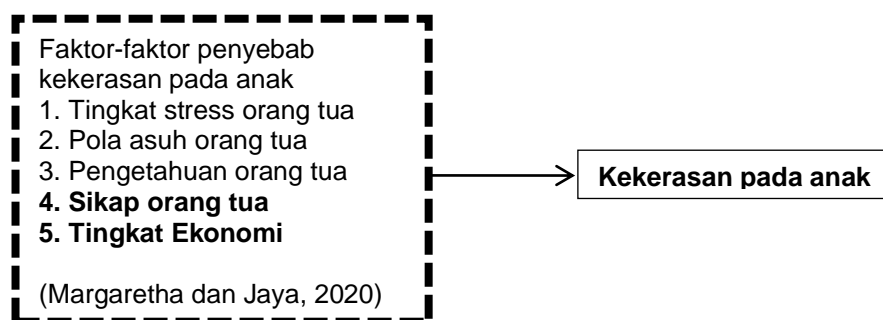 Faktor-faktor penyebab
kekerasan pada anak
1. Tingkat stress orang tua
2. Pola asuh orang tua
3. Pengetahuan orang tua
4. Sikap orang tua
5. Tingkat Ekonomi
(Margaretha dan Jaya, 2020)
Kekerasan pada anak